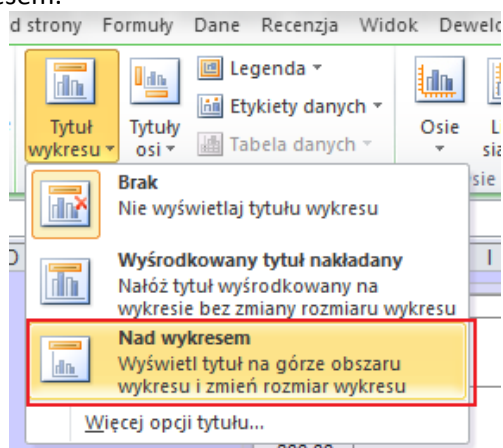 d strony Formuły Dane Recenzja Widok Dewelo
Legenda
Etykiety danych
Tytuł wykresu
Tytuły osi
Tabela danych
Osie
Brak
Nie wyświetlaj tytułu wykresu
Wyśrodkowany tytuł nakładany
Nałóż tytuł wyśrodkowany na
wykresie bez zmiany rozmiaru wykresu
Nad wykresem
Wyświetl tytuł na górze obszaru
wykresu i zmień rozmiar wykresu
Więcej opcji tytułu...